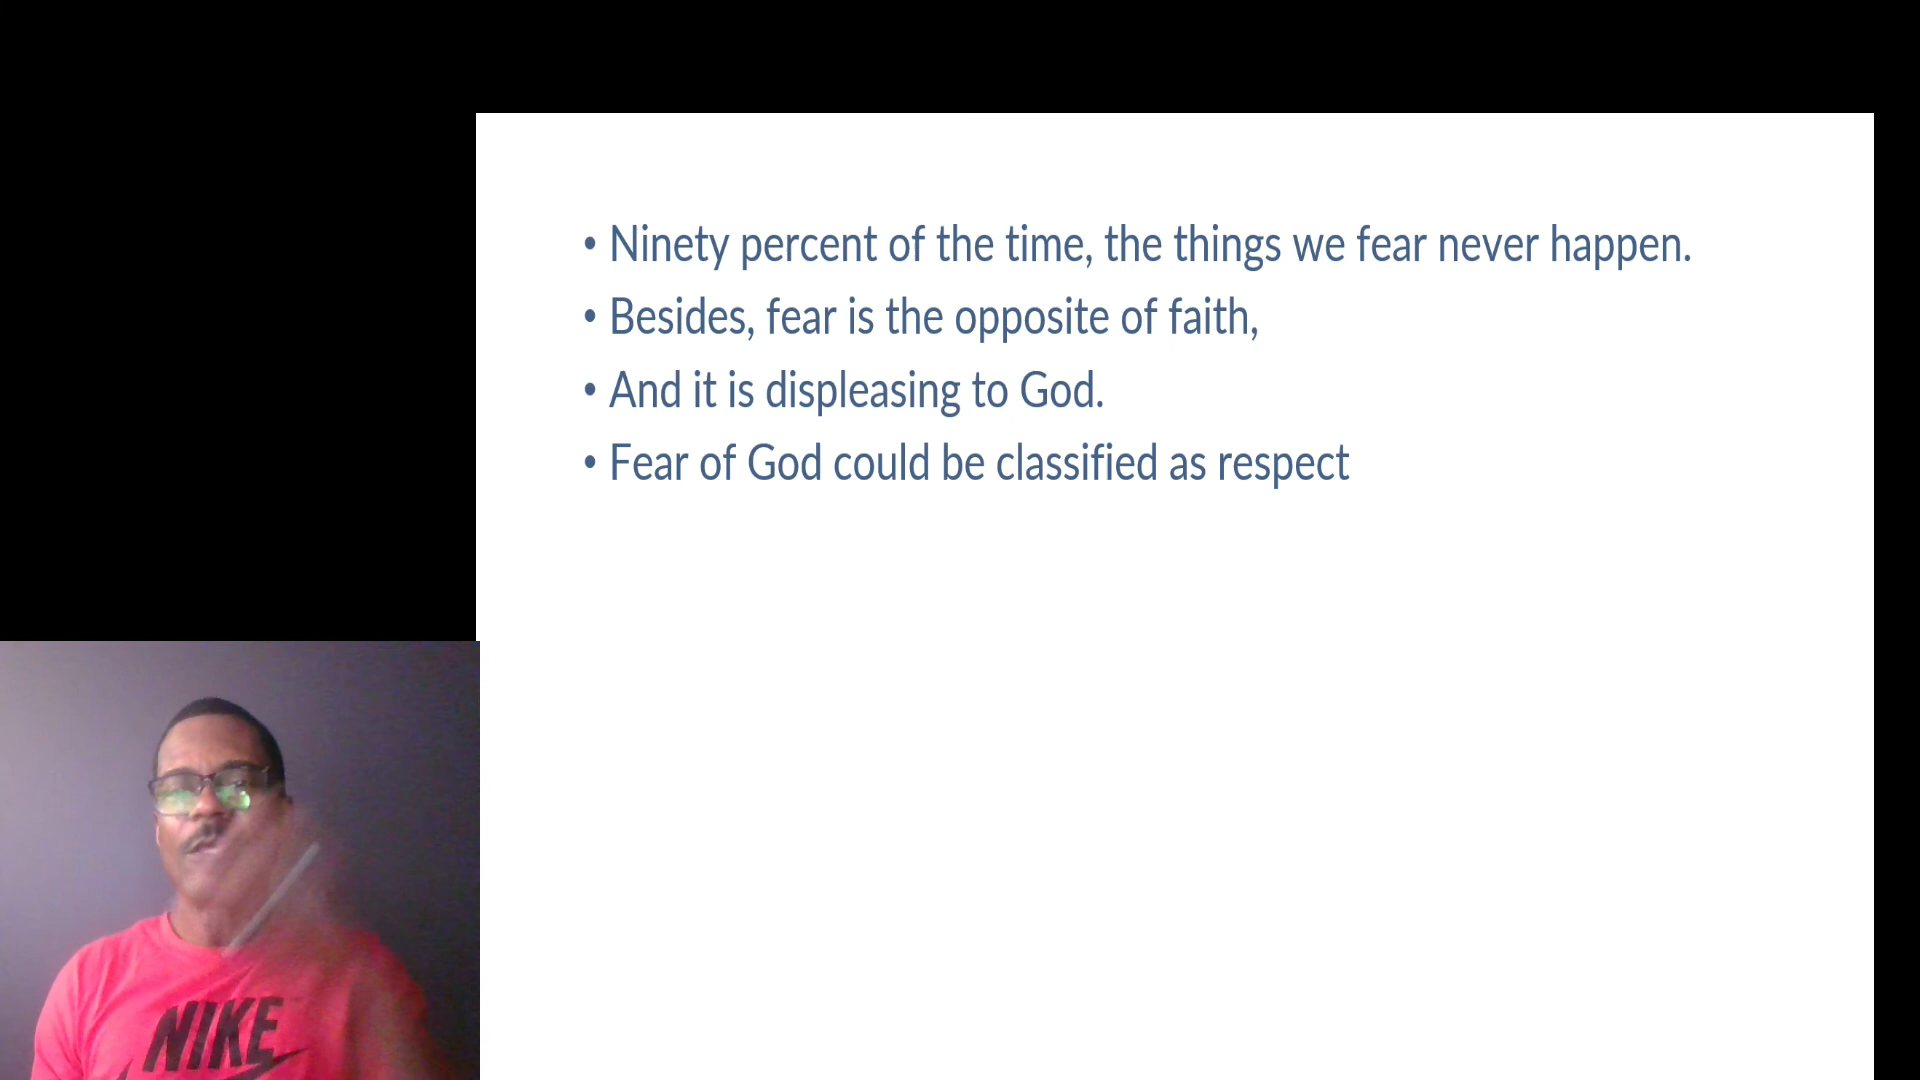 • Ninety percent of the time, the things we fear never happen.
• Besides, fear is the opposite of faith,
• And it is displeasing to God.
• Fear of God could be classified as respect
NIKE